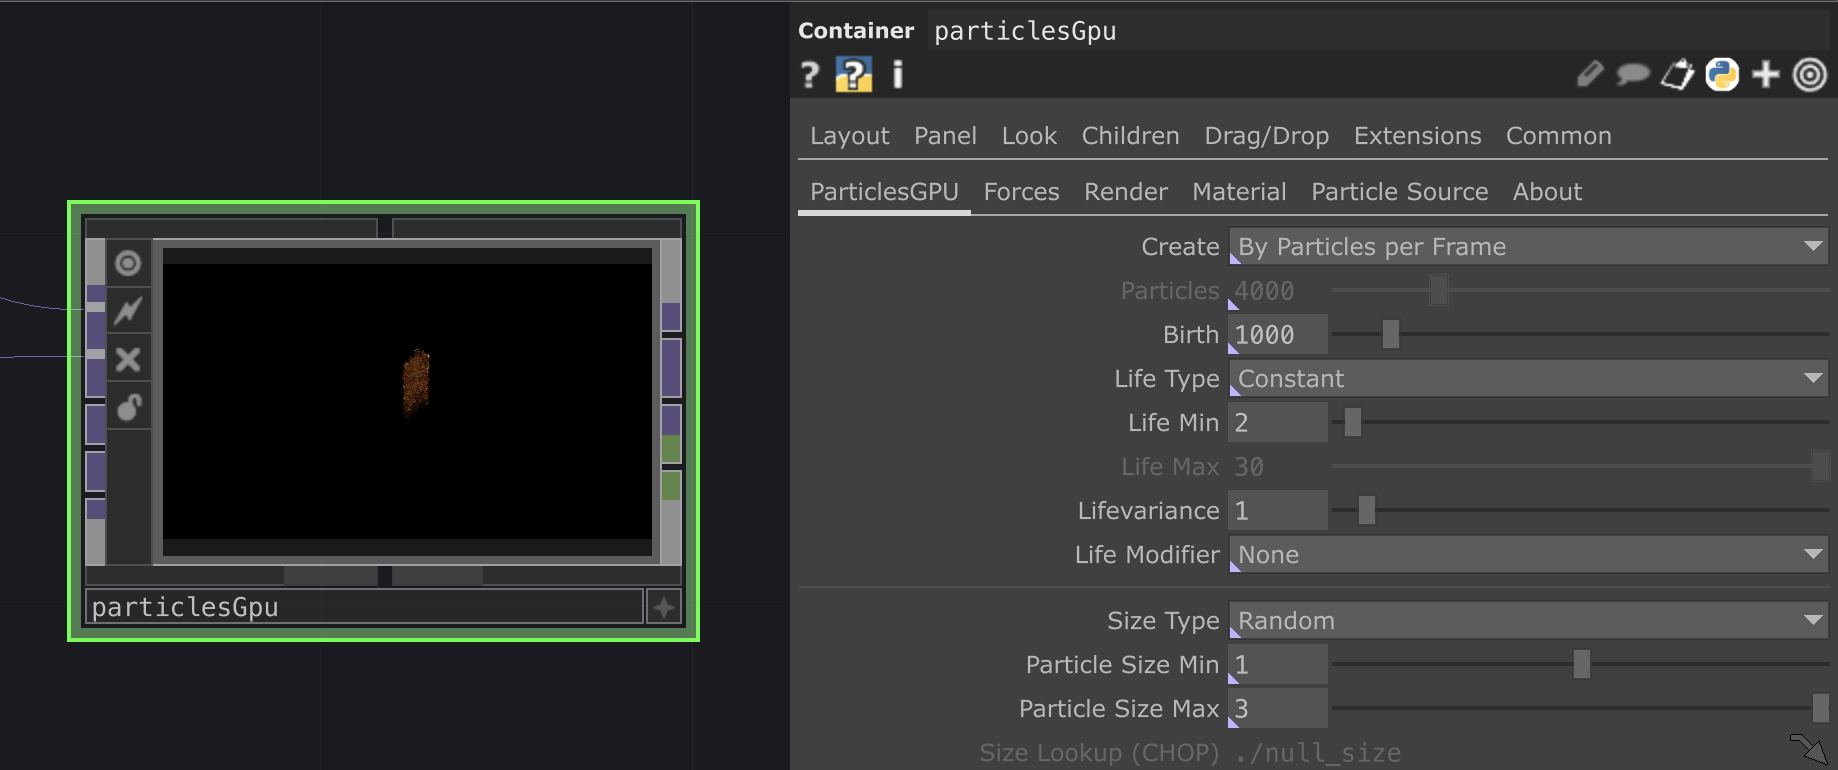 Container particlesGpu
? ? i
Layout Panel Look Children Drag/Drop Extensions Common
ParticlesGPU Forces Render Material Particle Source About
Create By Particles per Frame
Particles 4000
Birth 1000
Life Type Constant
Life Min 2
Life Max 30
Lifevariance 1
Life Modifier None
Size Type Random
Particle Size Min 1
Particle Size Max 3
Size Lookup (CHOP) ./null_size
particlesGpu